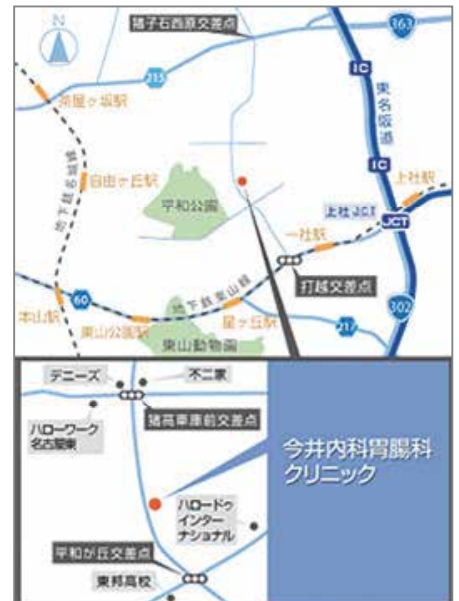 猪子石西原交差点
363
N
IC
215
茶屋ヶ坂駅
東名阪道
IC
自由ヶ丘駅
地下鉄名城線
上社駅
平和公園
上社JCT
一社駅
JCT
打越交差点
60
地下鉄東山線
302
本山駅
東山公園駅
星ヶ丘駅
217
東山動物園
デニーズ
不二家
猪高車庫前交差点
ハローワーク
名古屋東
今井内科胃腸科
クリニック
ハロードゥ
インター
ナショナル
平和が丘交差点
東邦高校